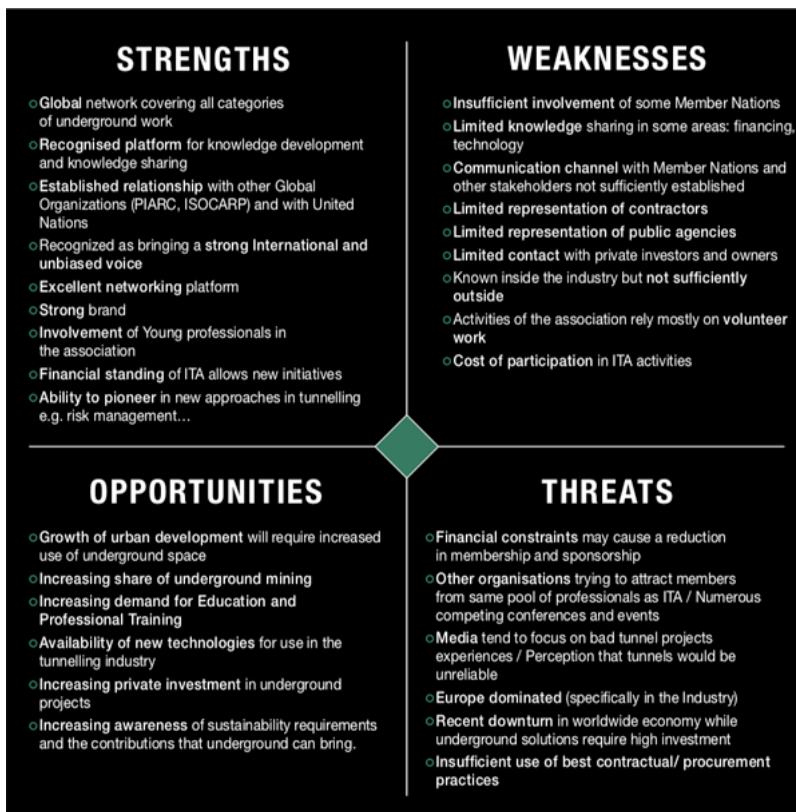 STRENGTHS
Global network covering all categories
of underground work
Recognised platform for knowledge development
and knowledge sharing
Established relationship with other Global
Organizations (PIARC, ISOCARP) and with United
Nations
Recognized as bringing a strong International and
unbiased voice
Excellent networking platform
Strong brand
Involvement of Young professionals in
the association
Financial standing of ITA allows new initiatives
Ability to pioneer in new approaches in tunnelling
e.g. risk management…
WEAKNESSES
Insufficient involvement of some Member Nations
Limited knowledge sharing in some areas: financing,
technology
Communication channel with Member Nations and
other stakeholders not sufficiently established
Limited representation of contractors
Limited representation of public agencies
Limited contact with private investors and owners
Known inside the industry but not sufficiently
outside
Activities of the association rely mostly on volunteer
work
Cost of participation in ITA activities
OPPORTUNITIES
Growth of urban development will require increased
use of underground space
Increasing share of underground mining
Increasing demand for Education and
Professional Training
Availability of new technologies for use in the
tunnelling industry
Increasing private investment in underground
projects
Increasing awareness of sustainability requirements
and the contributions that underground can bring.
THREATS
Financial constraints may cause a reduction
in membership and sponsorship
Other organisations trying to attract members
from same pool of professionals as ITA / Numerous
competing conferences and events
Media tend to focus on bad tunnel projects
experiences / Perception that tunnels would be
unreliable
Europe dominated (specifically in the Industry)
Recent downturn in worldwide economy while
underground solutions require high investment
Insufficient use of best contractual/ procurement
practices